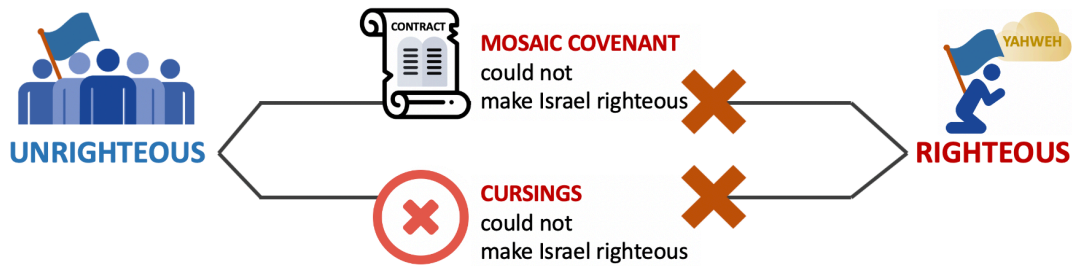 UNRIGHTEOUS
CONTRACT
MOSAIC COVENANT
could not
make Israel righteous
CURSINGS
could not
make Israel righteous
YAHWEH
RIGHTEOUS